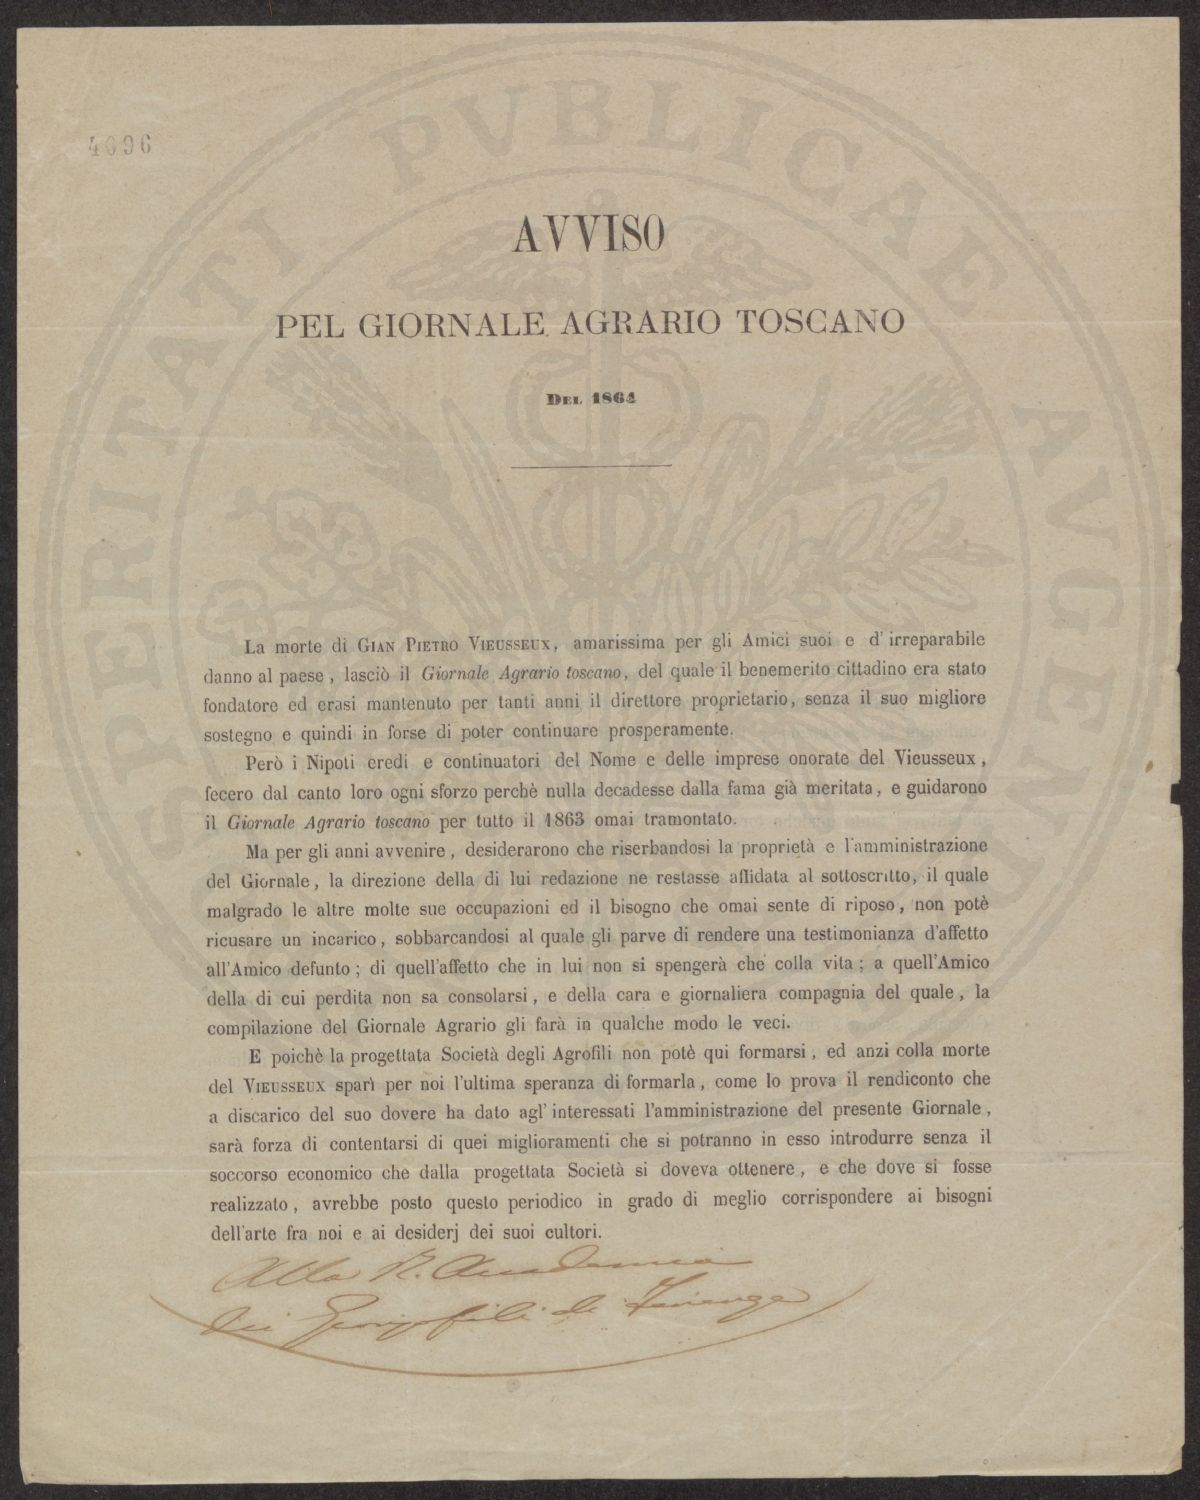 4096
AVVISO
PEL GIORNALE AGRARIO TOSCANO
DEL 1864
PROSPERITATI PVBLICAE AVGENDAE
La morte di GIAN PIETRO VIEUSSEUX, amarissima per gli Amici suoi e d'irreparabile
danno al paese, lasciò il Giornale Agrario toscano, del quale il benemerito cittadino era stato
fondatore ed erasi mantenuto per tanti anni il direttore proprietario, senza il suo migliore
sostegno e quindi in forse di poter continuare prosperamente.
Però i Nipoti eredi e continuatori del Nome e delle imprese onorate del Vieusseux,
fecero dal canto loro ogni sforzo perchè nulla decadesse dalla fama già meritata, e guidarono
il Giornale Agrario toscano per tutto il 1863 omai tramontato.
Ma per gli anni avvenire, desiderarono che riserbandosi la proprietà e l'amministrazione
del Giornale, la direzione della di lui redazione ne restasse affidata al sottoscritto, il quale
malgrado le altre molte sue occupazioni ed il bisogno che omai sente di riposo, non potè
ricusare un incarico, sobbarcandosi al quale gli parve di rendere una testimonianza d'affetto
all'Amico defunto; di quell'affetto che in lui non si spengerà che colla vita; a quell'Amico
della di cui perdita non sa consolarsi, e della cara e giornaliera compagnia del quale, la
compilazione del Giornale Agrario gli farà in qualche modo le veci.
E poichè la progettata Società degli Agrofili non potè qui formarsi, ed anzi colla morte
del VIEUSSEUX sparì per noi l'ultima speranza di formarla, come lo prova il rendiconto che
a discarico del suo dovere ha dato agl'interessati l'amministrazione del presente Giornale,
sarà forza di contentarsi di quei miglioramenti che si potranno in esso introdurre senza il
soccorso economico che dalla progettata Società si doveva ottenere, e che dove si fosse
realizzato, avrebbe posto questo periodico in grado di meglio corrispondere ai bisogni
dell'arte fra noi e ai desiderj dei suoi cultori.
Alla R. Accademia
dei Georgofili di Firenze